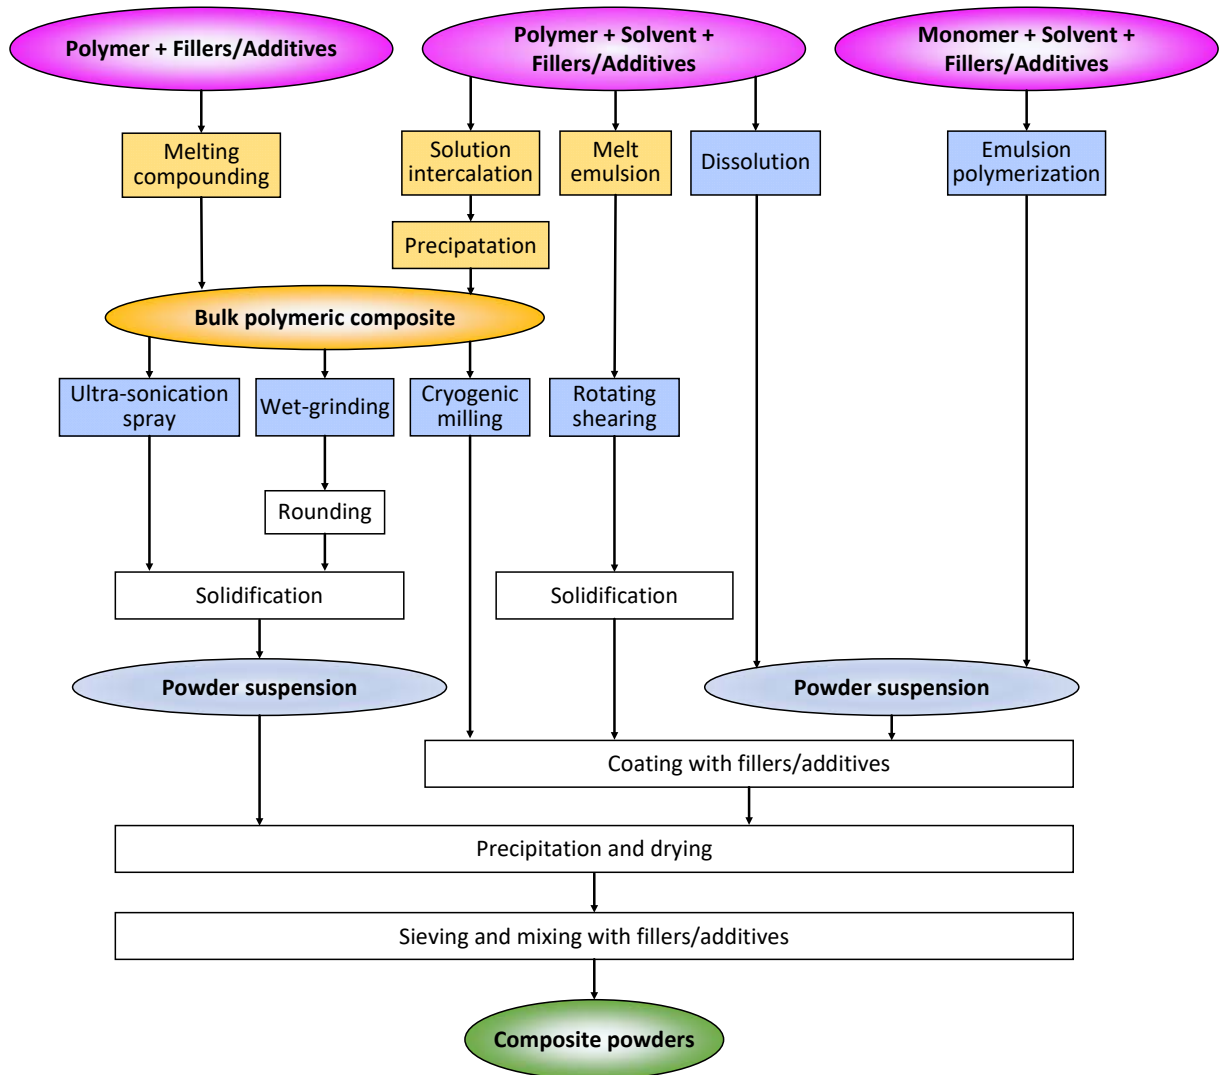 Polymer + Fillers/Additives
Polymer + Solvent +
Fillers/Additives
Monomer + Solvent +
Fillers/Additives
Melting
compounding
Solution
intercalation
Melt
emulsion
Dissolution
Emulsion
polymerization
Precipatation
Bulk polymeric composite
Ultra-sonication
spray
Wet-grinding
Cryogenic
milling
Rotating
shearing
Rounding
Solidification
Solidification
Powder suspension
Powder suspension
Coating with fillers/additives
Precipitation and drying
Sieving and mixing with fillers/additives
Composite powders